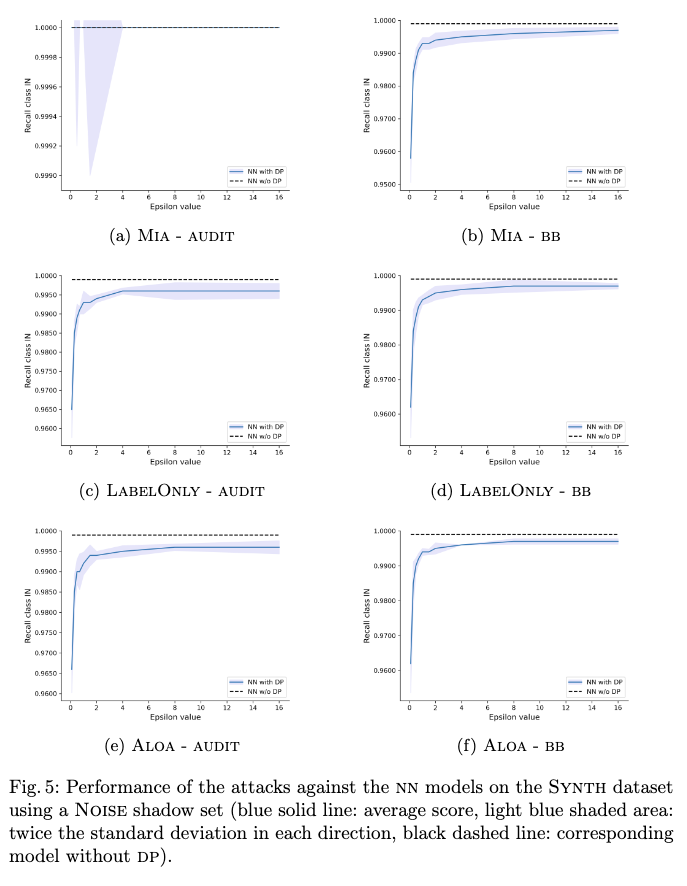 1.0000
0.9998
0.9996
0.9994
0.9992
0.9990
Recall class IN
0 2 4 6 8 10 12 14 16
Epsilon value
NN with DP
NN w/o DP
(a) MIA - AUDIT
1.0000
0.9900
0.9800
0.9700
0.9600
0.9500
Recall class IN
0 2 4 6 8 10 12 14 16
Epsilon value
NN with DP
NN w/o DP
(b) MIA - BB
1.0000
0.9950
0.9900
0.9850
0.9800
0.9750
0.9700
0.9650
0.9600
Recall class IN
0 2 4 6 8 10 12 14 16
Epsilon value
NN with DP
NN w/o DP
(c) LABELONLY - AUDIT
1.0000
0.9900
0.9800
0.9700
0.9600
Recall class IN
0 2 4 6 8 10 12 14 16
Epsilon value
NN with DP
NN w/o DP
(d) LABELONLY - BB
1.0000
0.9950
0.9900
0.9850
0.9800
0.9750
0.9700
0.9650
0.9600
Recall class IN
0 2 4 6 8 10 12 14 16
Epsilon value
NN with DP
NN w/o DP
(e) ALOA - AUDIT
1.0000
0.9900
0.9800
0.9700
0.9600
Recall class IN
0 2 4 6 8 10 12 14 16
Epsilon value
NN with DP
NN w/o DP
(f) ALOA - BB
Fig. 5: Performance of the attacks against the NN models on the SYNTH dataset
using a NOISE shadow set (blue solid line: average score, light blue shaded area:
twice the standard deviation in each direction, black dashed line: corresponding
model without DP).